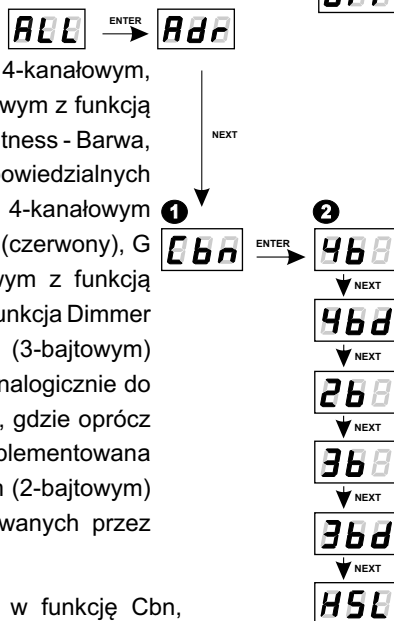 ALL ENTER Adr
4-kanałowym,
owym z funkcją
tness - Barwa,
NEXT
powiedzialnych
4-kanałowym
1
2
(czerwony), G
Cbn ENTER 4b
wym z funkcją
NEXT
unkcja Dimmer
4bd
(3-bajtowym)
NEXT
nalogicznie do
2b
, gdzie oprócz
NEXT
plementowana
3b
(2-bajtowym)
NEXT
wanych przez
3bd
NEXT
w funkcję Cbn,
HSL